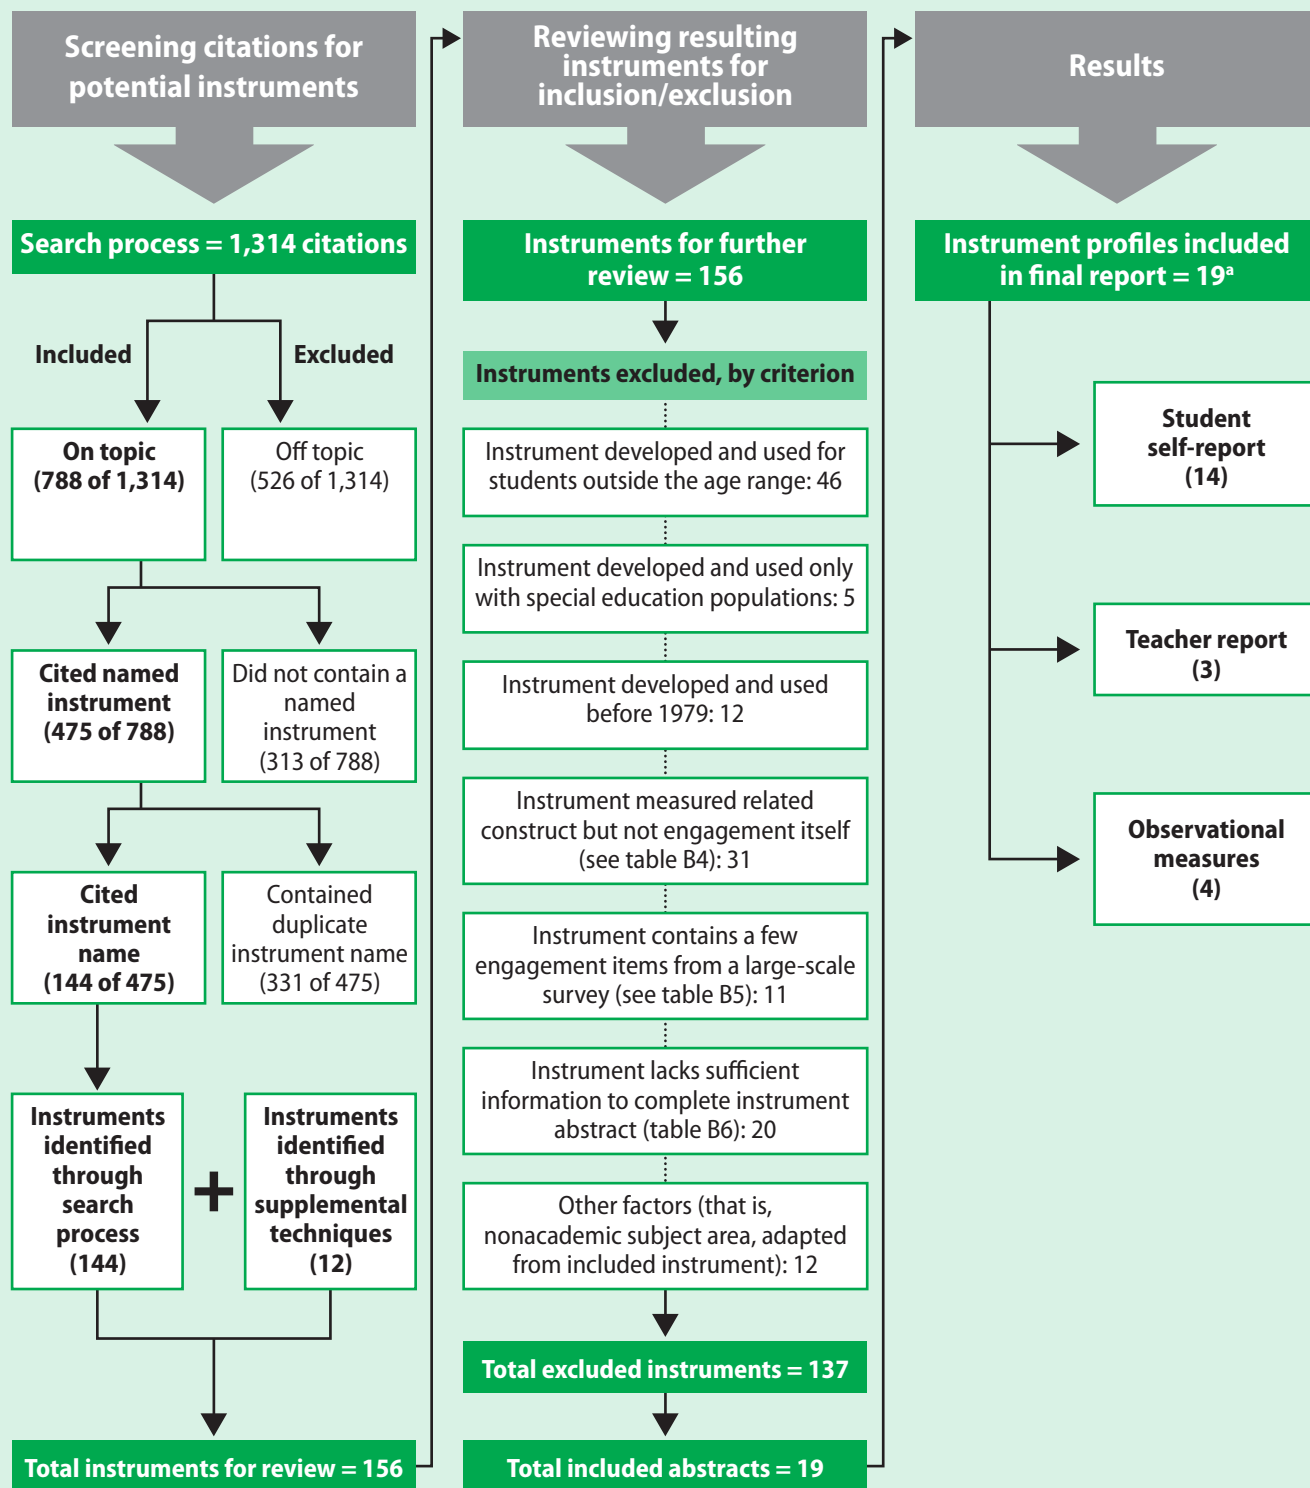 Screening citations for
potential instruments
Search process = 1,314 citations
Included
Excluded
On topic
(788 of 1,314)
Off topic
(526 of 1,314)
Cited named
instrument
(475 of 788)
Did not contain a
named
instrument
(313 of 788)
Cited
instrument
name
(144 of 475)
Contained
duplicate
instrument name
(331 of 475)
Instruments
identified
through
search
process
(144)
+
Instruments
identified
through
supplemental
techniques
(12)
Total instruments for review = 156
Reviewing resulting
instruments for
inclusion/exclusion
Instruments for further
review = 156
Instruments excluded, by criterion
Instrument developed and used for
students outside the age range: 46
Instrument developed and used only
with special education populations: 5
Instrument developed and used
before 1979: 12
Instrument measured related
construct but not engagement itself
(see table B4): 31
Instrument contains a few
engagement items from a large-scale
survey (see table B5): 11
Instrument lacks sufficient
information to complete instrument
abstract (table B6): 20
Other factors (that is,
nonacademic subject area, adapted
from included instrument): 12
Total excluded instruments = 137
Total included abstracts = 19
Results
Instrument profiles included
in final report = 19ª
Student
self-report
(14)
Teacher report
(3)
Observational
measures
(4)